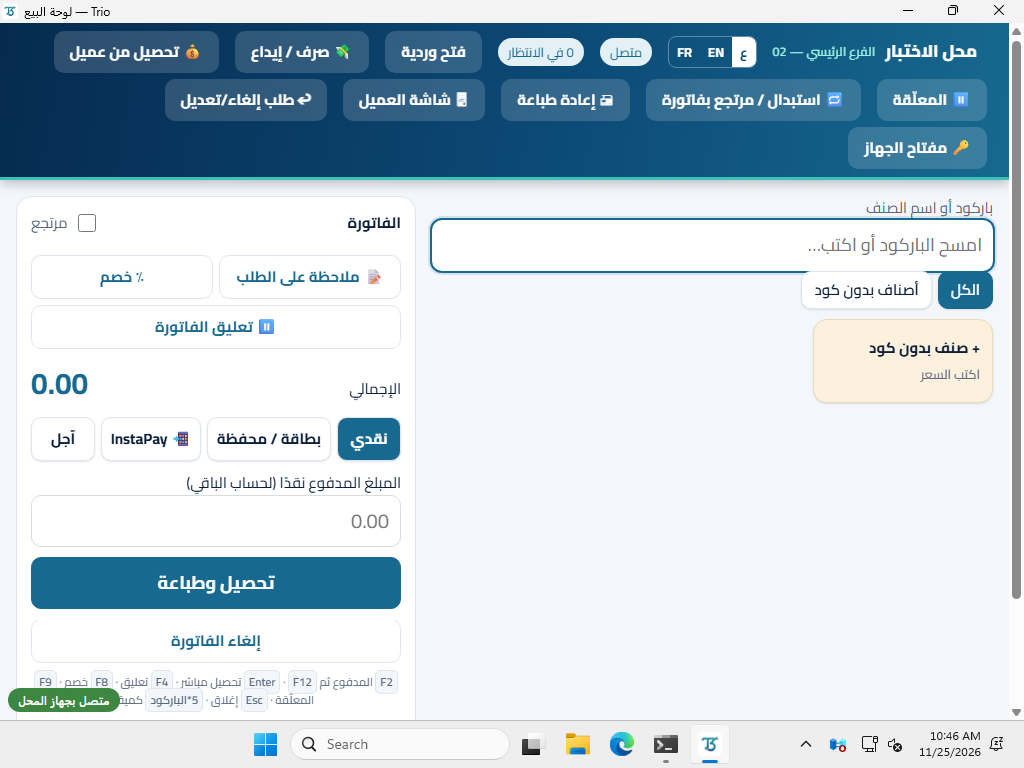 Trio — لوحة البيع
محل الاختبار
الفرع الرئيسي — 02
ع EN FR
متصل
0 في الانتظار
فتح وردية
صرف / إيداع
تحصيل من عميل
المعلّقة
استبدال / مرتجع بفاتورة
إعادة طباعة
شاشة العميل
طلب إلغاء/تعديل
مفتاح الجهاز
باركود أو اسم الصنف
امسح الباركود أو اكتب...
الكل
أصناف بدون كود
+ صنف بدون كود
اكتب السعر
الفاتورة
مرتجع
ملاحظة على الطلب
٪ خصم
تعليق الفاتورة
الإجمالي
0.00
نقدي
بطاقة / محفظة
InstaPay
آجل
المبلغ المدفوع نقدًا (لحساب الباقي)
0.00
تحصيل وطباعة
إلغاء الفاتورة
F2 المدفوع ثم Enter · F12 تحصيل مباشر · F4 تعليق · F8 خصم · F9
المعلّقة · Esc إغلاق · 5*الباركود كمية
متصل بجهاز المحل
Search
10:46 AM
11/25/2026